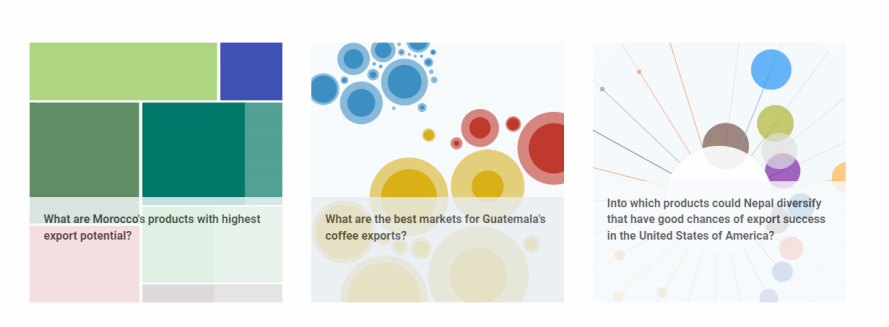 What are Morocco's products with highest
export potential?
What are the best markets for Guatemala's
coffee exports?
Into which products could Nepal diversify
that have good chances of export success
in the United States of America?